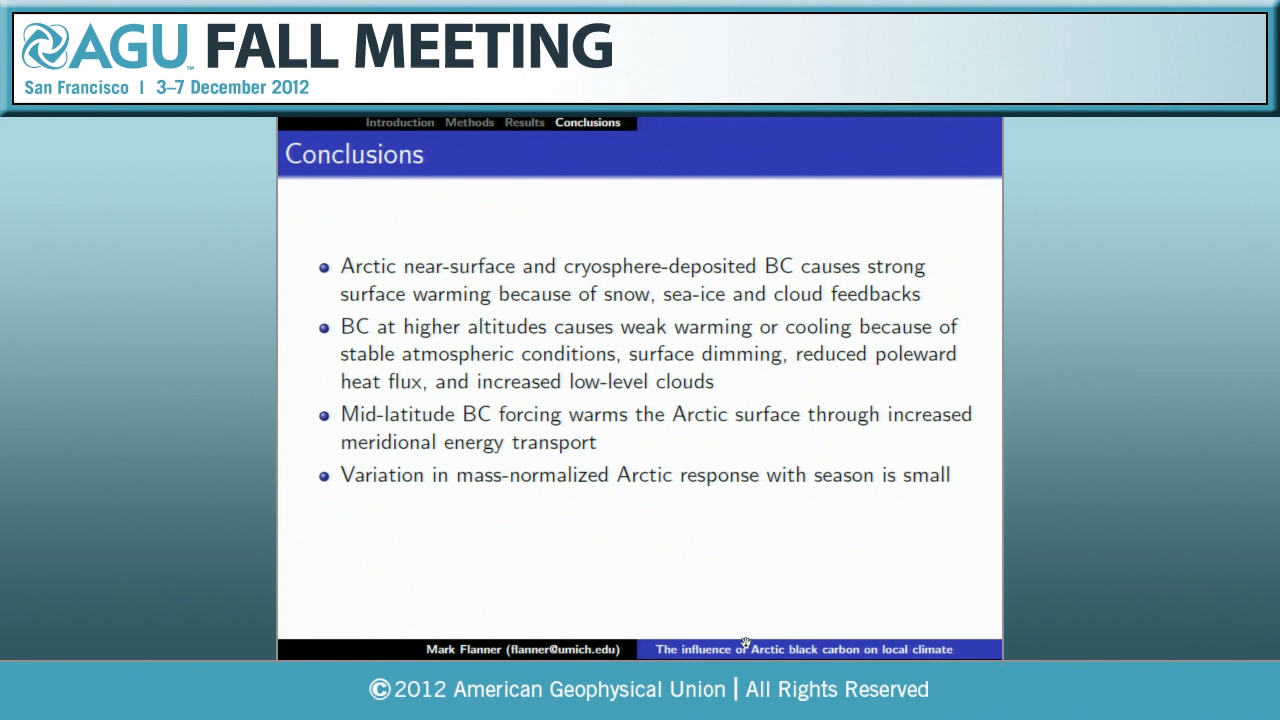 AGU™ FALL MEETING
San Francisco | 3–7 December 2012
Introduction Methods Results Conclusions
Conclusions
Arctic near-surface and cryosphere-deposited BC causes strong
surface warming because of snow, sea-ice and cloud feedbacks
BC at higher altitudes causes weak warming or cooling because of
stable atmospheric conditions, surface dimming, reduced poleward
heat flux, and increased low-level clouds
Mid-latitude BC forcing warms the Arctic surface through increased
meridional energy transport
Variation in mass-normalized Arctic response with season is small
Mark Flanner (flanner@umich.edu) The influence of Arctic black carbon on local climate
©2012 American Geophysical Union | All Rights Reserved